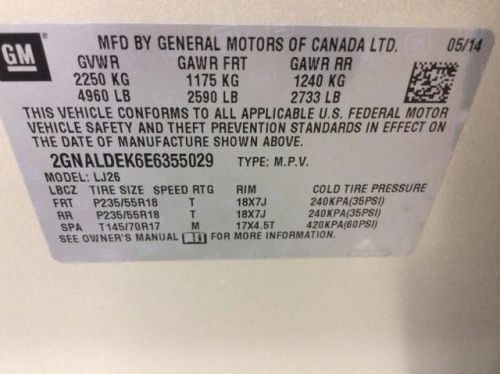 GM
MFD BY GENERAL MOTORS OF CANADA LTD. 05/14
GVWR GAWR FRT GAWR RR
2250 KG 1175 KG 1240 KG
4960 LB 2590 LB 2733 LB
THIS VEHICLE CONFORMS TO ALL APPLICABLE U.S. FEDERAL MOTOR
VEHICLE SAFETY AND THEFT PREVENTION STANDARDS IN EFFECT ON
THE DATE OF MANUFACTURE SHOWN ABOVE.
2GNALDEK6E6355029 TYPE: M.P.V.
MODEL: LJ26
LBCZ TIRE SIZE SPEED RTG RIM COLD TIRE PRESSURE
FRT P235/55R18 T 18X7J 240KPA(35PSI)
RR P235/55R18 T 18X7J 240KPA(35PSI)
SPA T145/70R17 M 17X4.5T 420KPA(60PSI)
SEE OWNER'S MANUAL FOR MORE INFORMATION.